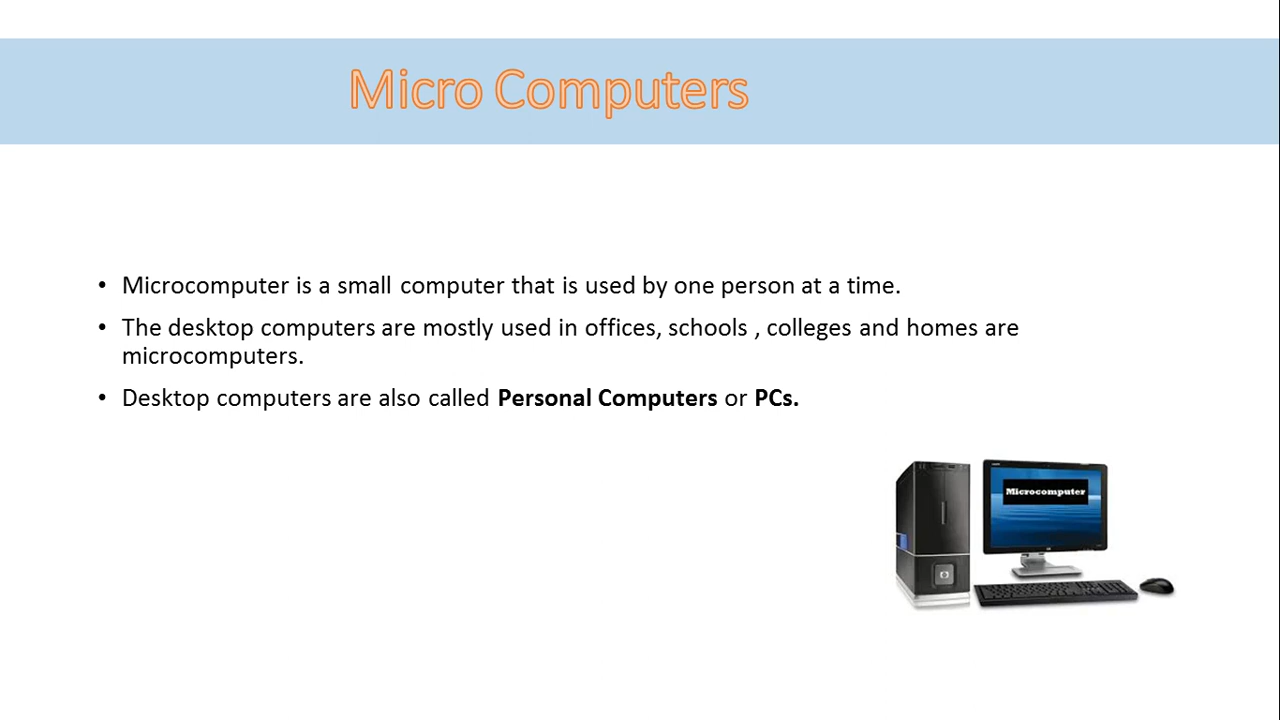 Micro Computers
• Microcomputer is a small computer that is used by one person at a time.
• The desktop computers are mostly used in offices, schools , colleges and homes are
microcomputers.
• Desktop computers are also called Personal Computers or PCs.
Microcomputer